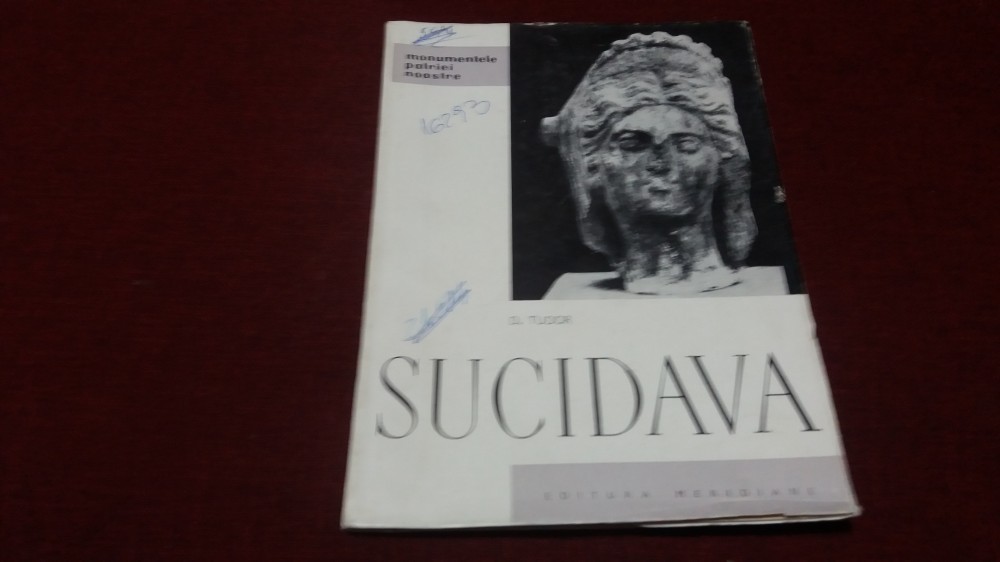 monumentele
patriei
noastre
16293
D. TUDOR
SUCIDAVA
EDITURA MERIDIANE